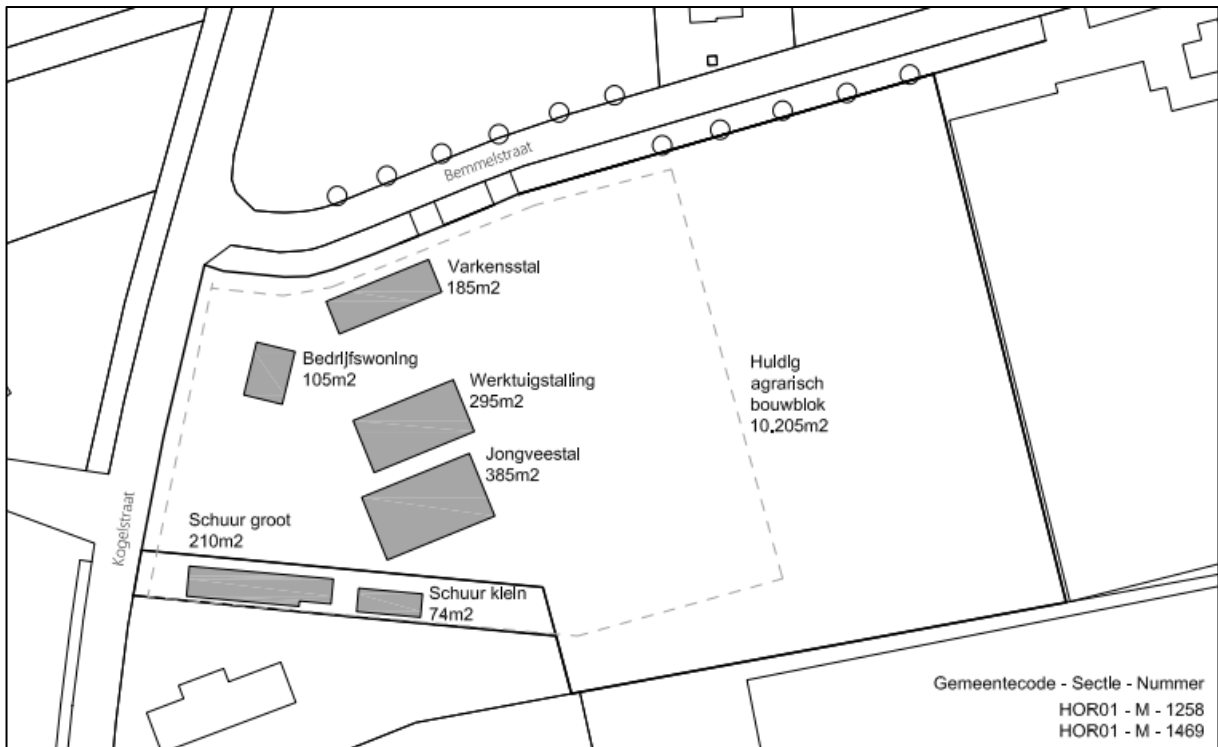 Bemmelstraat
Varkensstal
185m2
Bedrijfswoning
105m2
Werktuigstalling
295m2
Huidig
agrarisch
bouwblok
10.205m2
Jongveestal
385m2
Kogelstraat
Schuur groot
210m2
Schuur klein
74m2
Gemeentecode - Sectie - Nummer
HOR01 - M - 1258
HOR01 - M - 1469